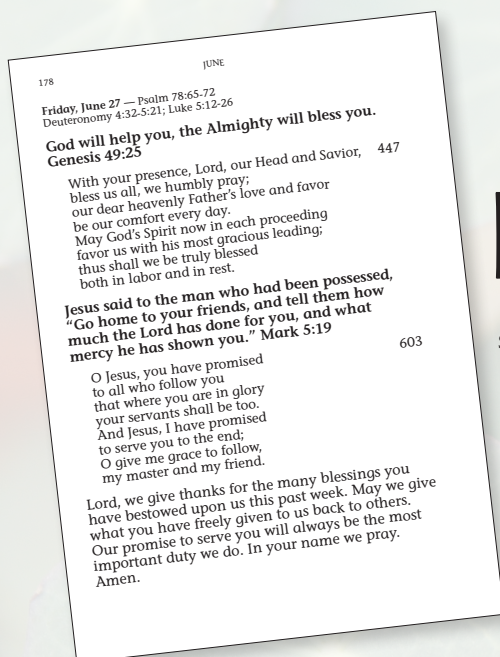 178
JUNE
Friday, June 27 — Psalm 78:65-72
Deuteronomy 4:32-5:21; Luke 5:12-26
God will help you, the Almighty will bless you.
Genesis 49:25
With your presence, Lord, our Head and Savior, 447
bless us all, we humbly pray;
our dear heavenly Father's love and favor
be our comfort every day.
May God's Spirit now in each proceeding
favor us with his most gracious leading;
thus shall we be truly blessed
both in labor and in rest.
Jesus said to the man who had been possessed,
“Go home to your friends, and tell them how
much the Lord has done for you, and what
mercy he has shown you.” Mark 5:19
603
O Jesus, you have promised
to all who follow you
that where you are in glory
your servants shall be too.
And Jesus, I have promised
to serve you to the end;
O give me grace to follow,
my master and my friend.
Lord, we give thanks for the many blessings you
have bestowed upon us this past week. May we give
what you have freely given to us back to others.
Our promise to serve you will always be the most
important duty we do. In your name we pray.
Amen.